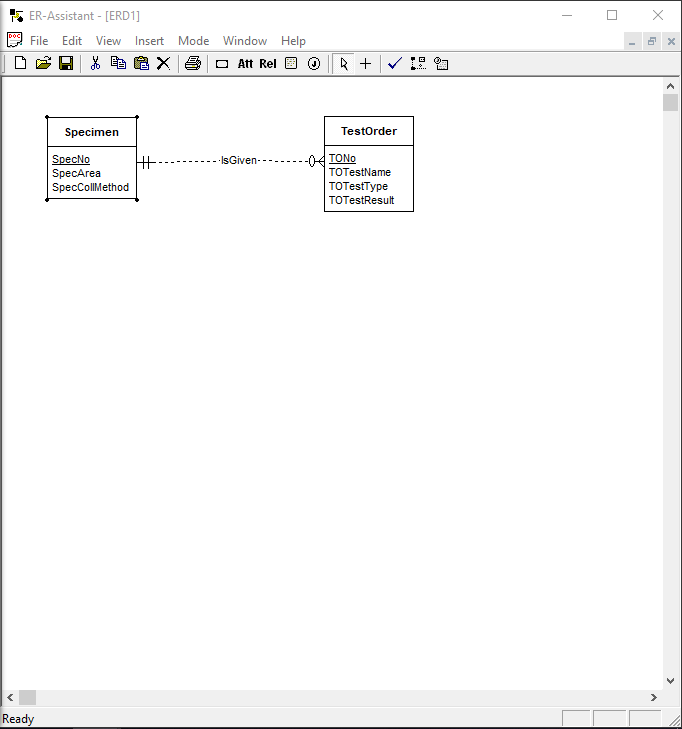 ER-Assistant - [ERD1]
DOC File Edit View Insert Mode Window Help
Att Rel J
Specimen
SpecNo
SpecArea
SpecCollMethod
IsGiven
TestOrder
TONo
TOTestName
TOTestType
TOTestResult
Ready